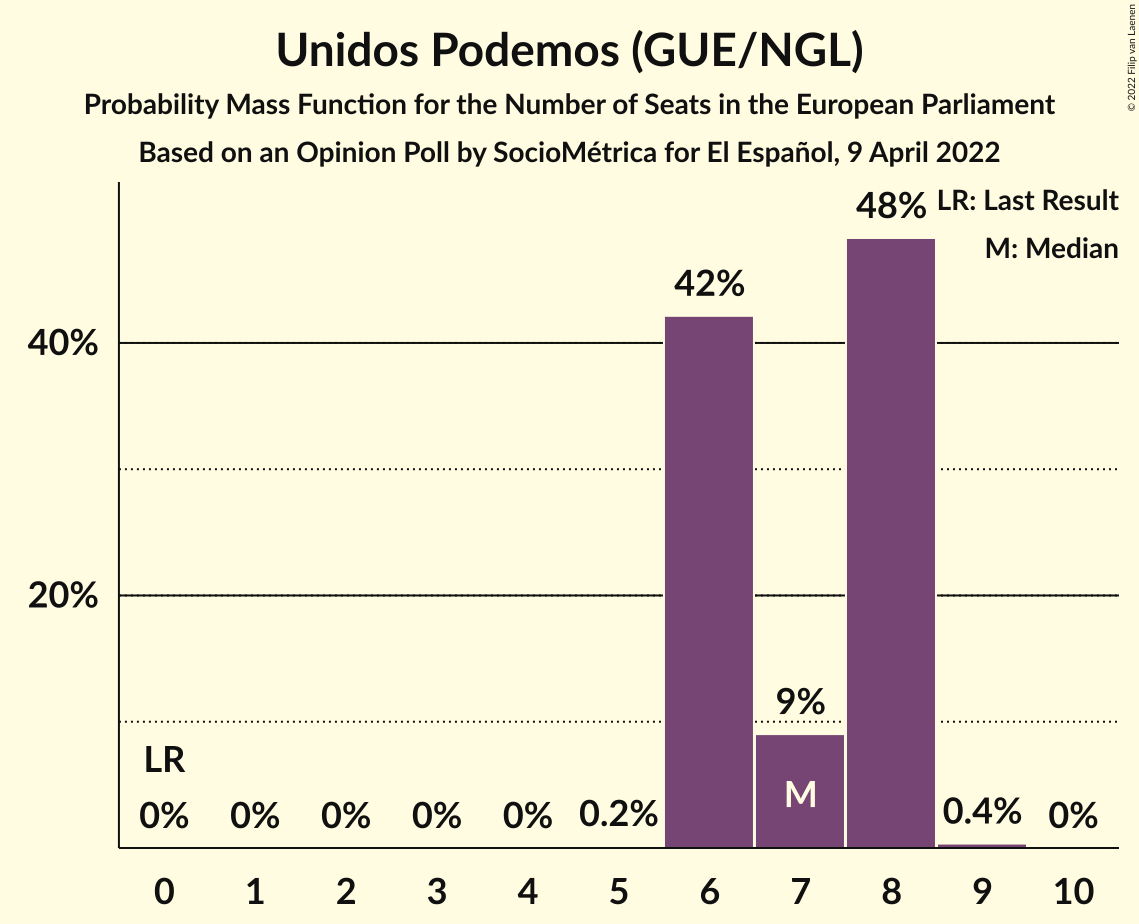 Unidos Podemos (GUE/NGL)
Probability Mass Function for the Number of Seats in the European Parliament
Based on an Opinion Poll by SocioMétrica for El Español, 9 April 2022
© 2022 Filip van Laenen
LR: Last Result
M: Median
48%
42%
40%
20%
9%
M
LR
0% 0% 0% 0% 0% 0.2% 0.4% 0%
0 1 2 3 4 5 6 7 8 9 10